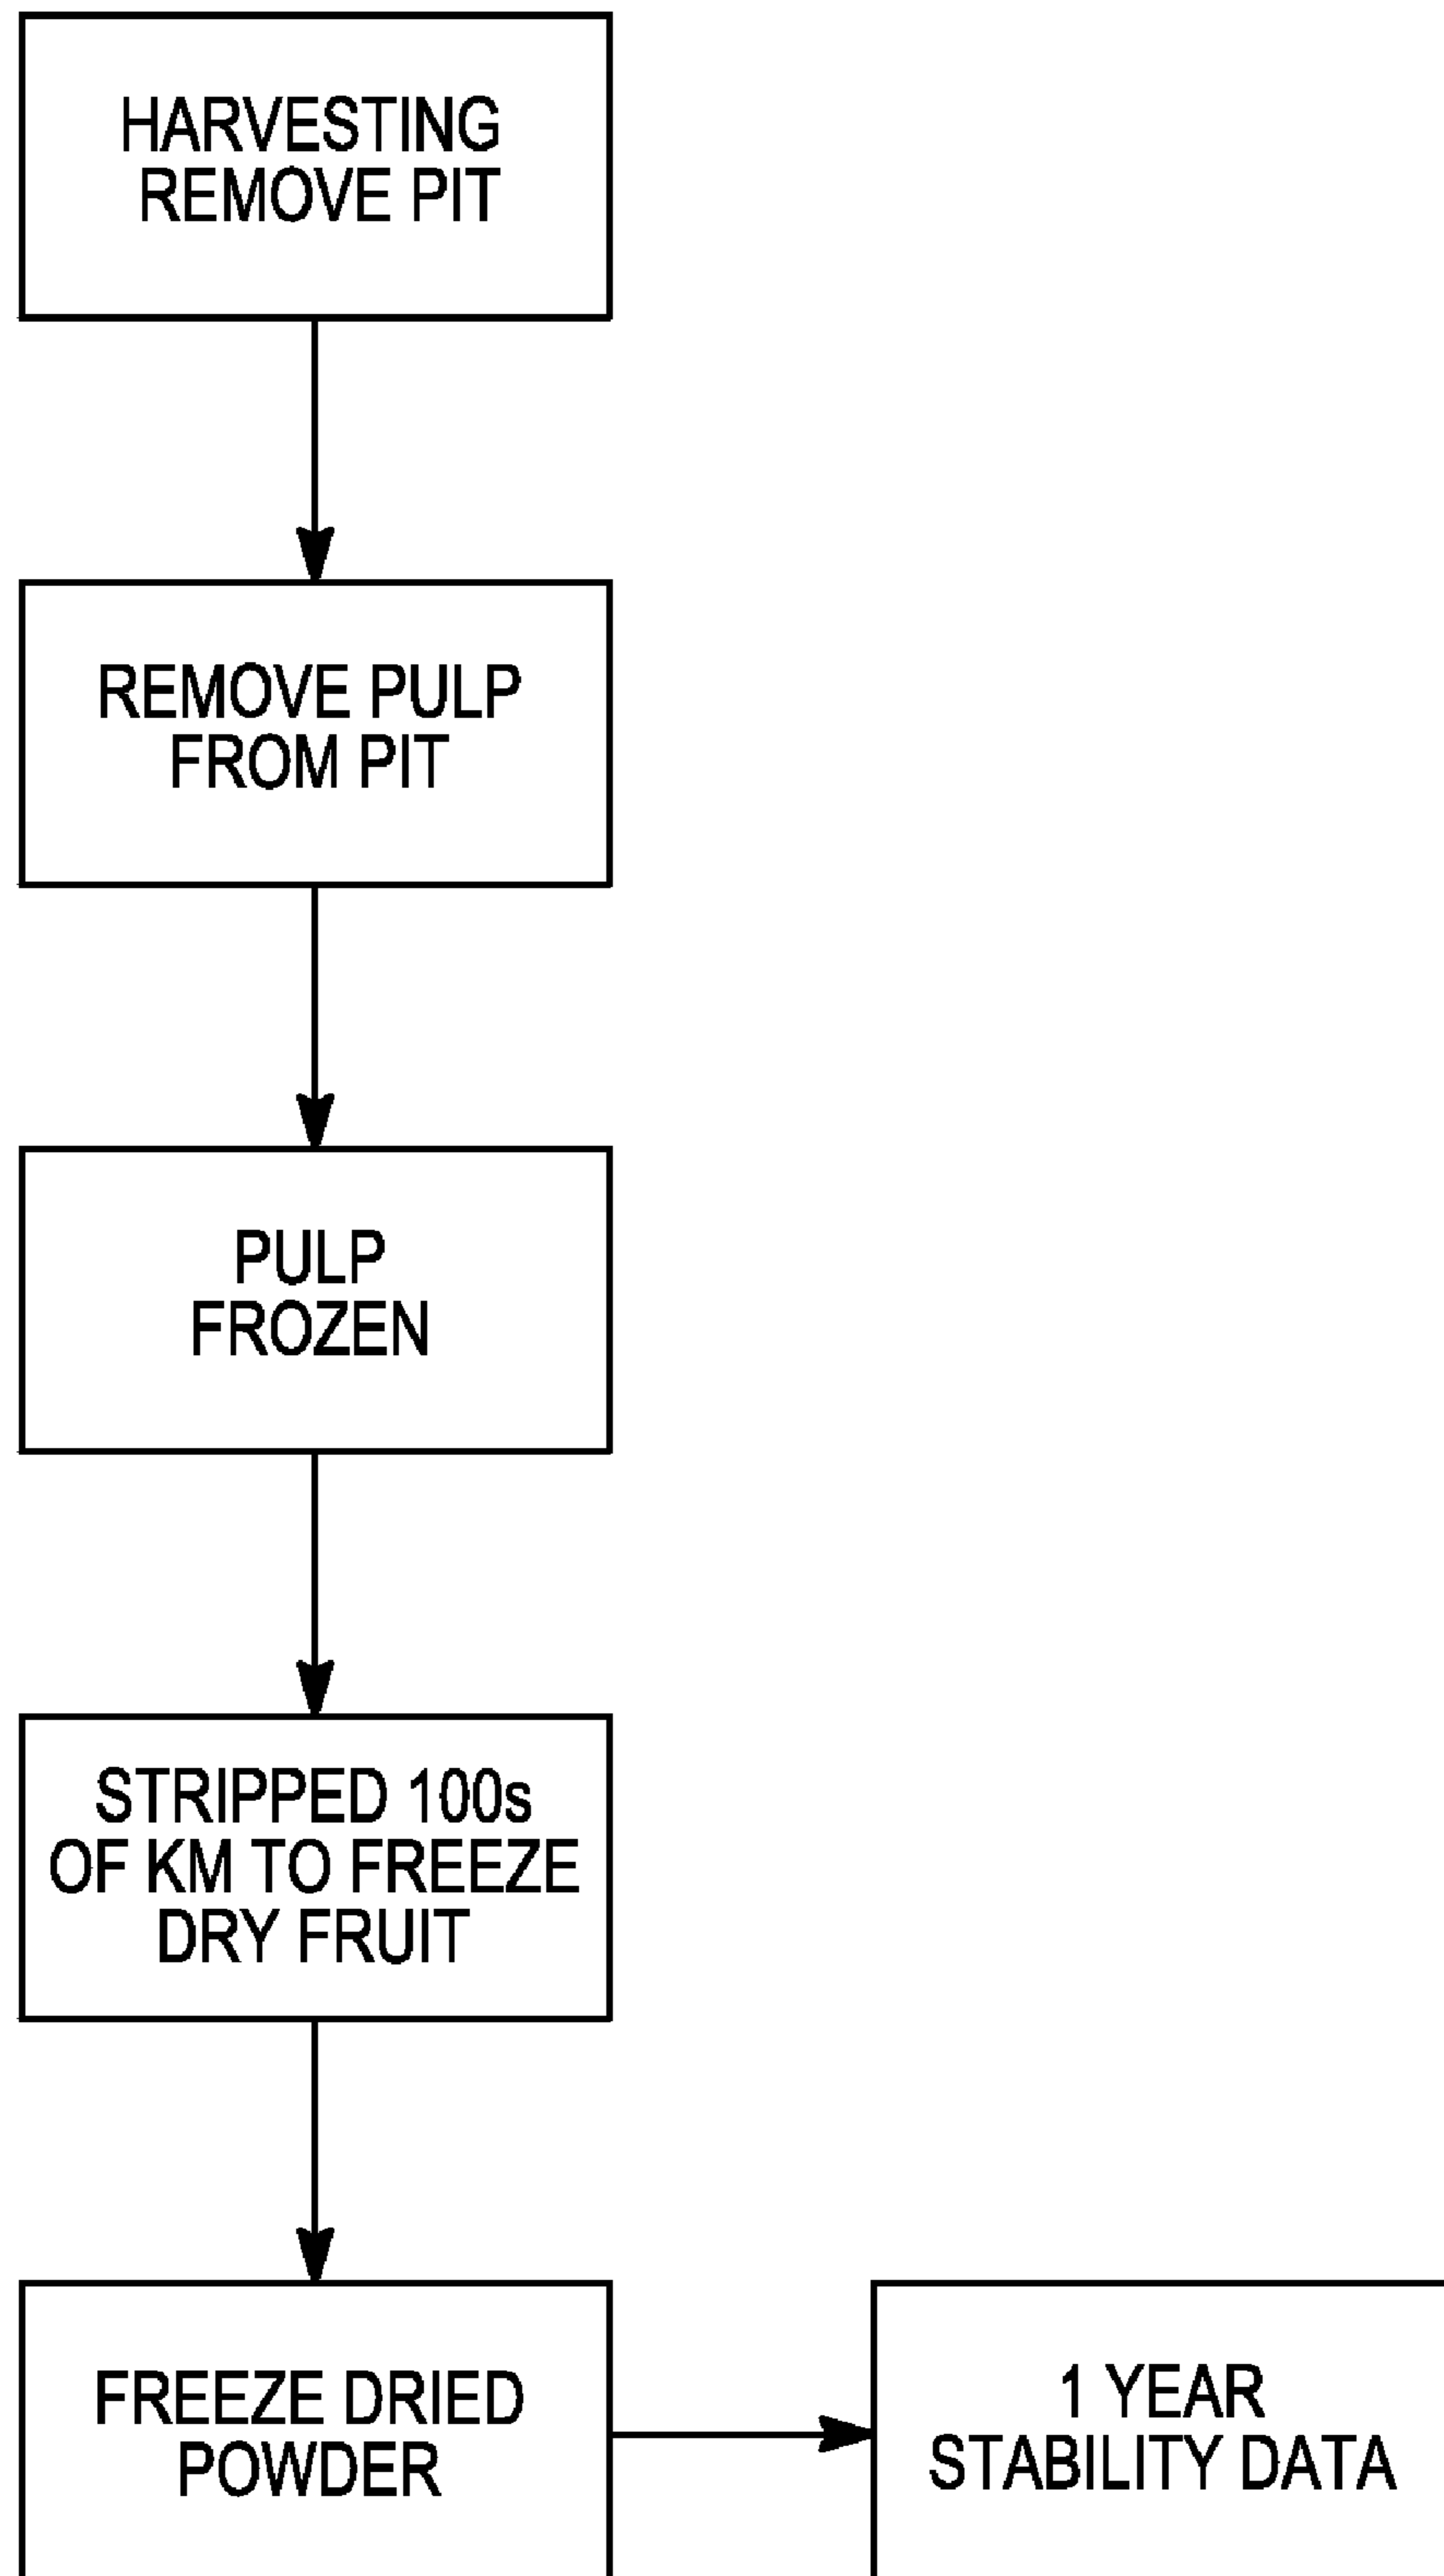 HARVESTING
REMOVE PIT
REMOVE PULP
FROM PIT
PULP
FROZEN
STRIPPED 100s
OF KM TO FREEZE
DRY FRUIT
FREEZE DRIED
POWDER
1 YEAR
STABILITY DATA